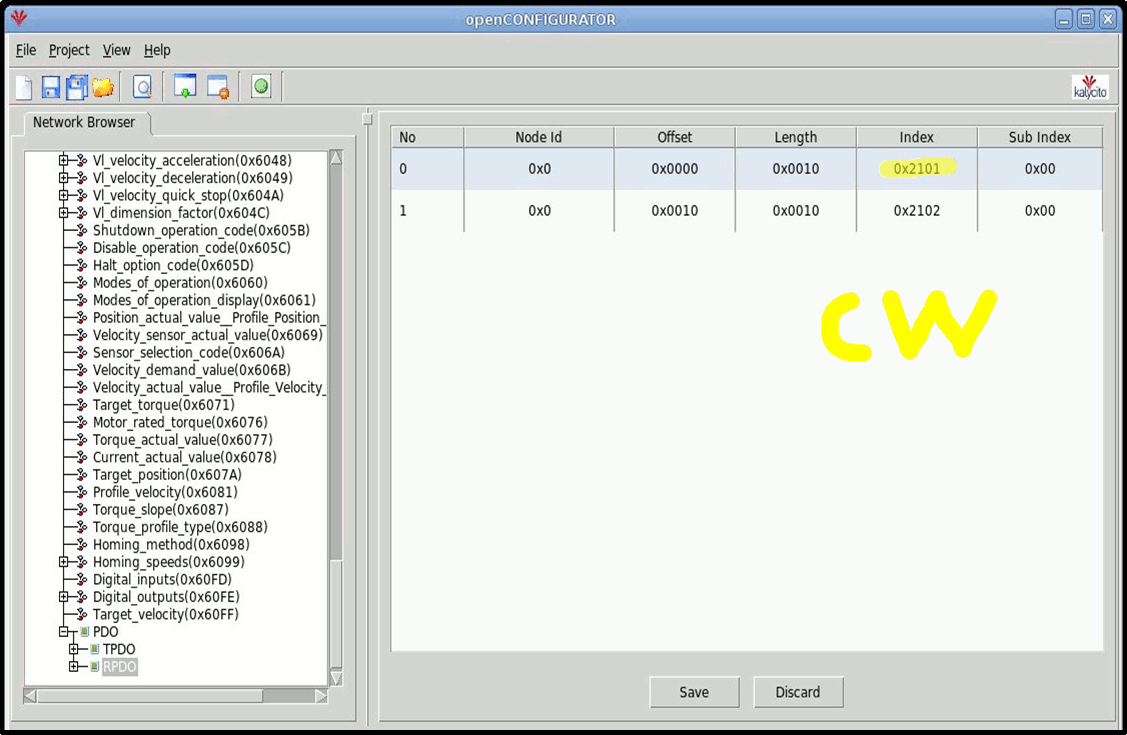 openCONFIGURATOR
File Project View Help
kalycito
Network Browser
Vl_velocity_acceleration(0x6048)
Vl_velocity_deceleration(0x6049)
Vl_velocity_quick_stop(0x604A)
Vl_dimension_factor(0x604C)
Shutdown_operation_code(0x605B)
Disable_operation_code(0x605C)
Halt_option_code(0x605D)
Modes_of_operation(0x6060)
Modes_of_operation_display(0x6061)
Position_actual_value__Profile_Position_
Velocity_sensor_actual_value(0x6069)
Sensor_selection_code(0x606A)
Velocity_demand_value(0x606B)
Velocity_actual_value__Profile_Velocity_
Target_torque(0x6071)
Motor_rated_torque(0x6076)
Torque_actual_value(0x6077)
Current_actual_value(0x6078)
Target_position(0x607A)
Profile_velocity(0x6081)
Torque_slope(0x6087)
Torque_profile_type(0x6088)
Homing_method(0x6098)
Homing_speeds(0x6099)
Digital_inputs(0x60FD)
Digital_outputs(0x60FE)
Target_velocity(0x60FF)
PDO
TPDO
RPDO
No Node Id Offset Length Index Sub Index
0 0x0 0x0000 0x0010 0x2101 0x00
1 0x0 0x0010 0x0010 0x2102 0x00
CW
Save Discard